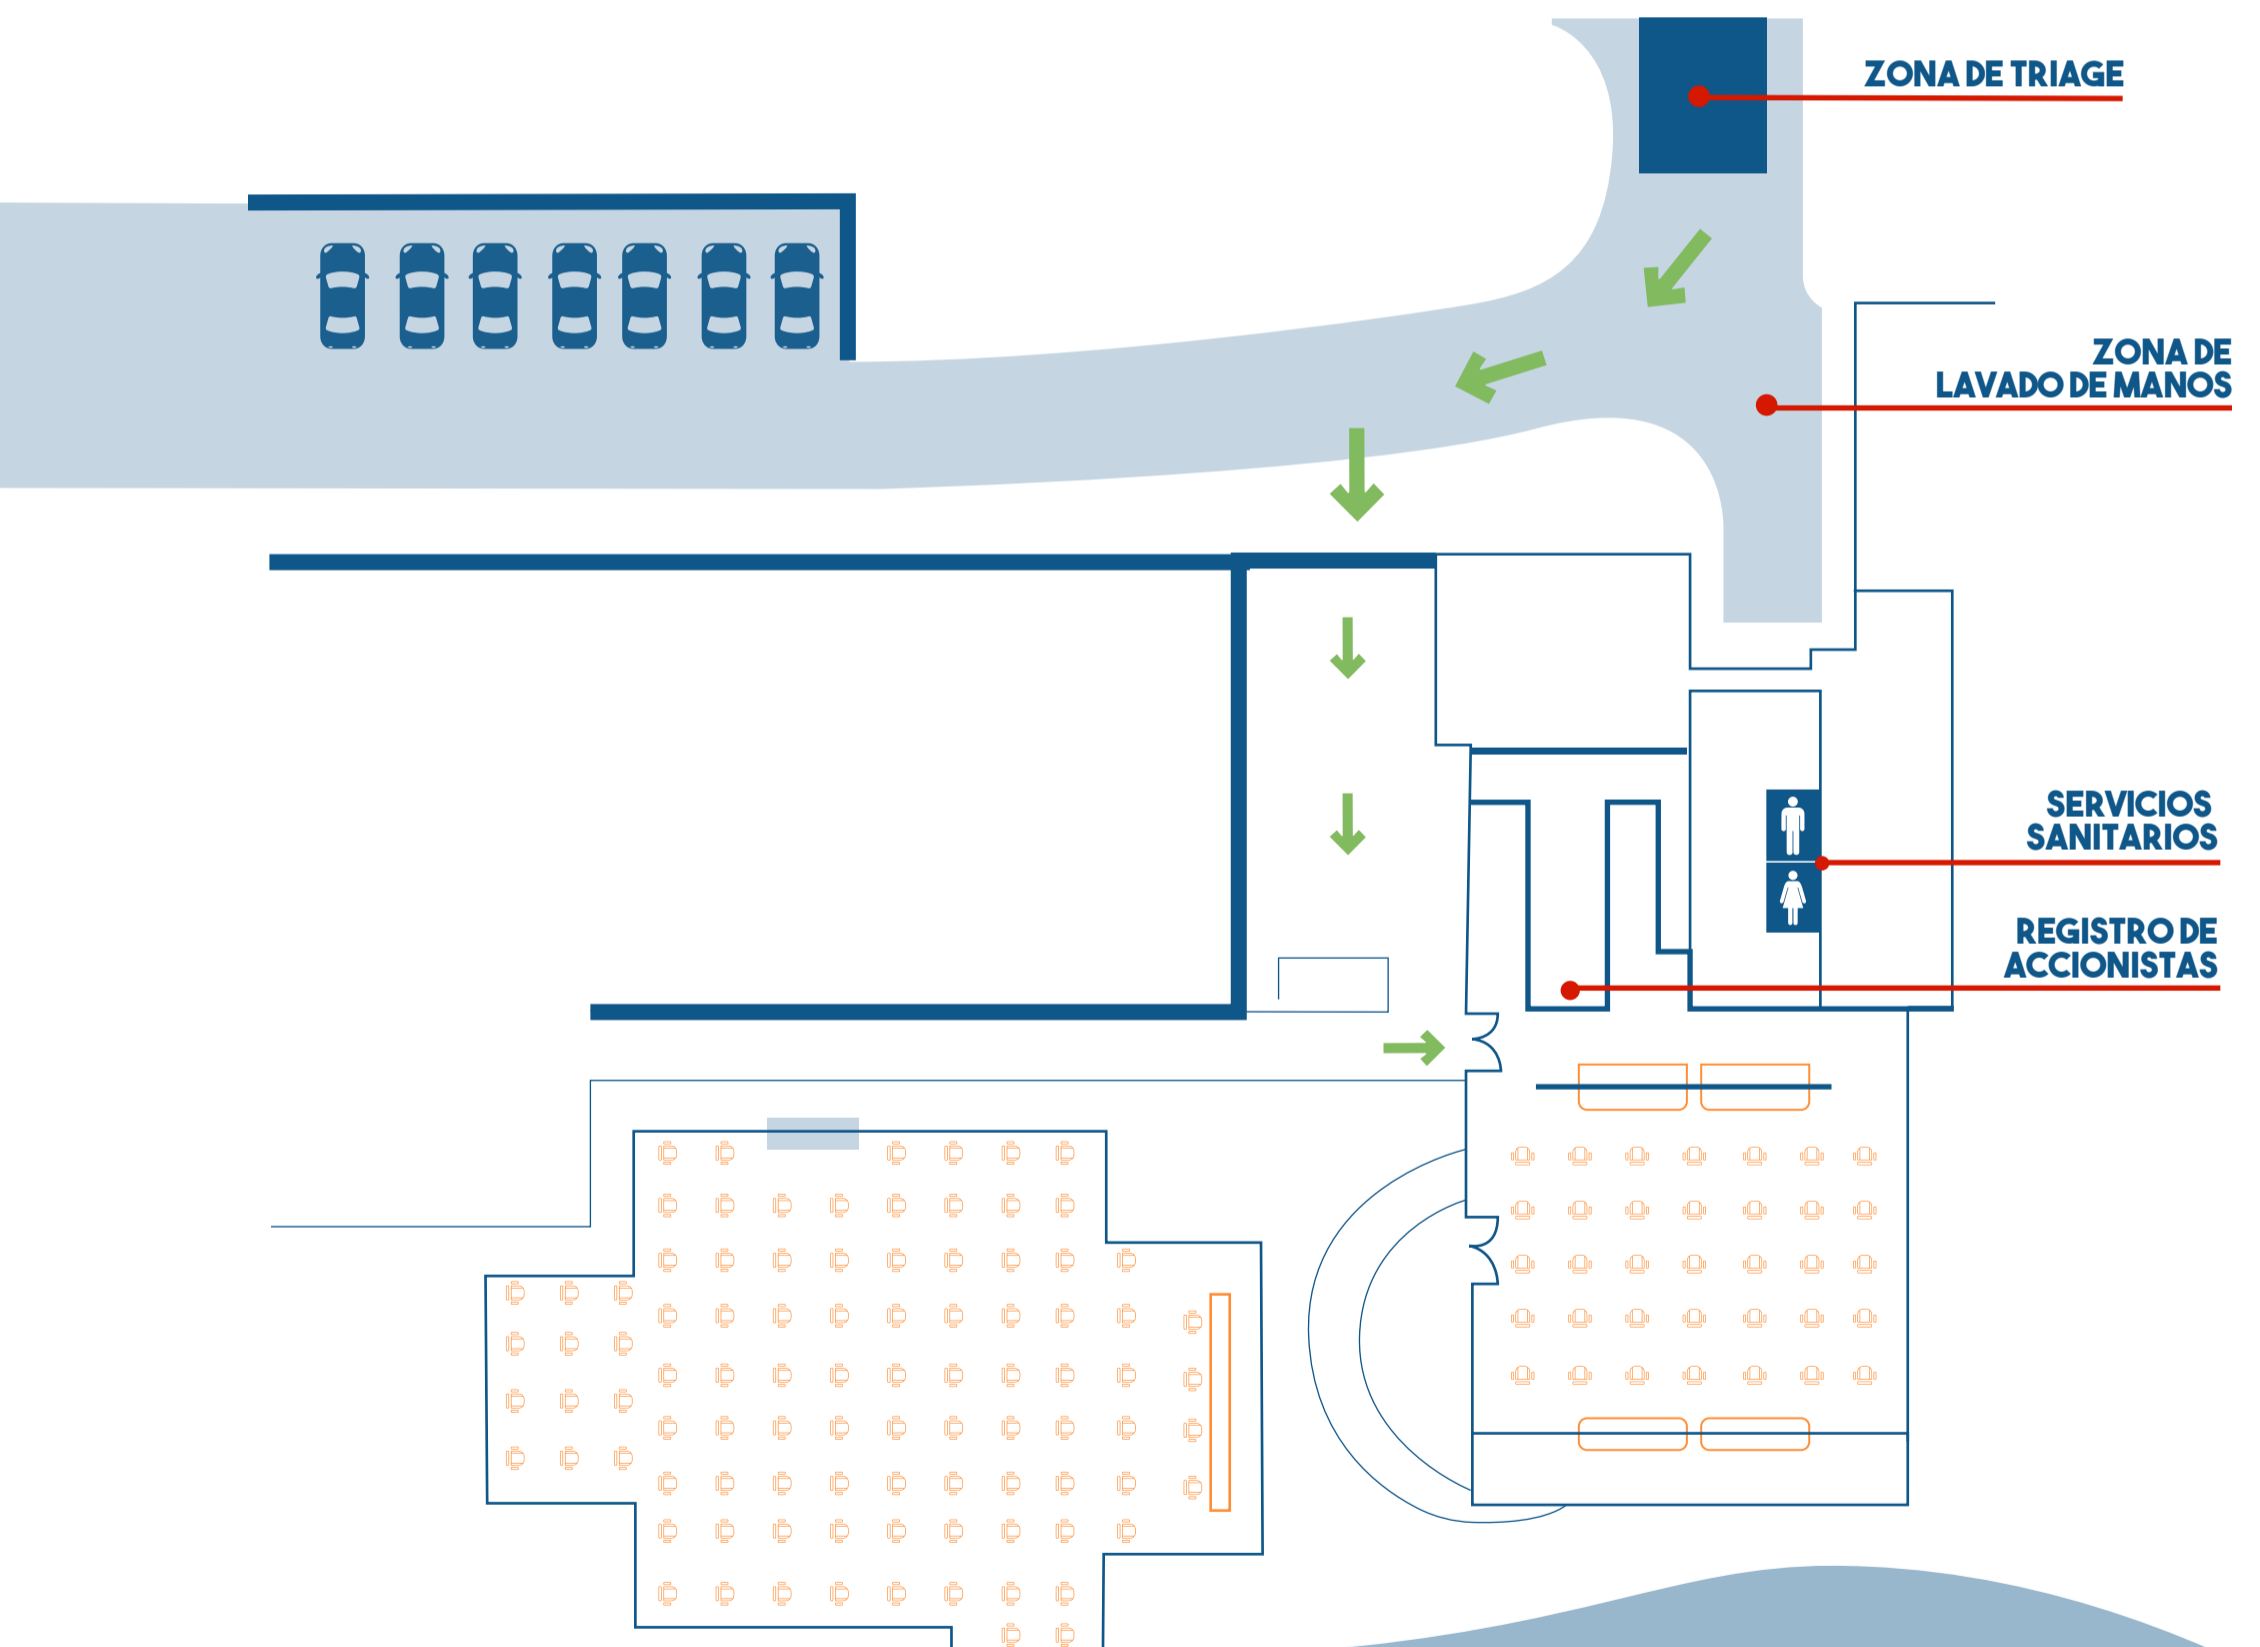 ZONA DE TRIAGE
ZONA DE
LAVADO DE MANOS
SERVICIOS
SANITARIOS
REGISTRO DE
ACCIONISTAS